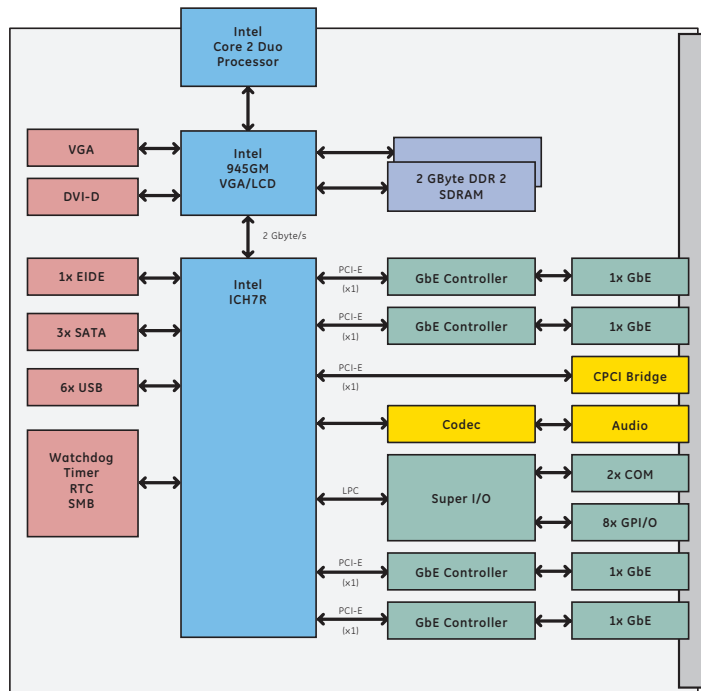 Intel
Core 2 Duo
Processor
VGA
DVI-D
Intel
945GM
VGA/LCD
2 GByte DDR 2
SDRAM
2 Gbyte/s
1x EIDE
3x SATA
6x USB
Watchdog
Timer
RTC
SMB
Intel
ICH7R
PCI-E
(x1)
GbE Controller
1x GbE
PCI-E
(x1)
GbE Controller
1x GbE
PCI-E
(x1)
CPCI Bridge
Codec
Audio
LPC
Super I/O
2x COM
8x GPI/O
PCI-E
(x1)
GbE Controller
1x GbE
PCI-E
(x1)
GbE Controller
1x GbE